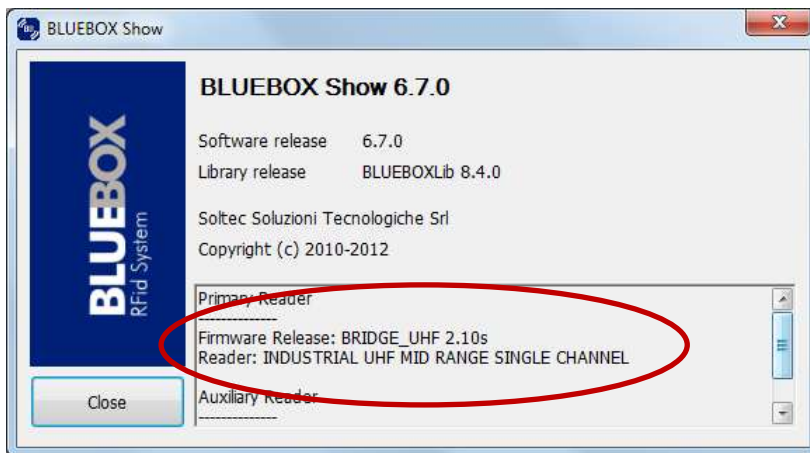 BLUEBOX Show
BLUEBOX
RFid System
BLUEBOX Show 6.7.0
Software release 6.7.0
Library release BLUEBOXLib 8.4.0
Soltec Soluzioni Tecnologiche Srl
Copyright (c) 2010-2012
Primary Reader
--------------
Firmware Release: BRIDGE_UHF 2.10s
Reader: INDUSTRIAL UHF MID RANGE SINGLE CHANNEL
Auxiliary Reader
--------------
Close